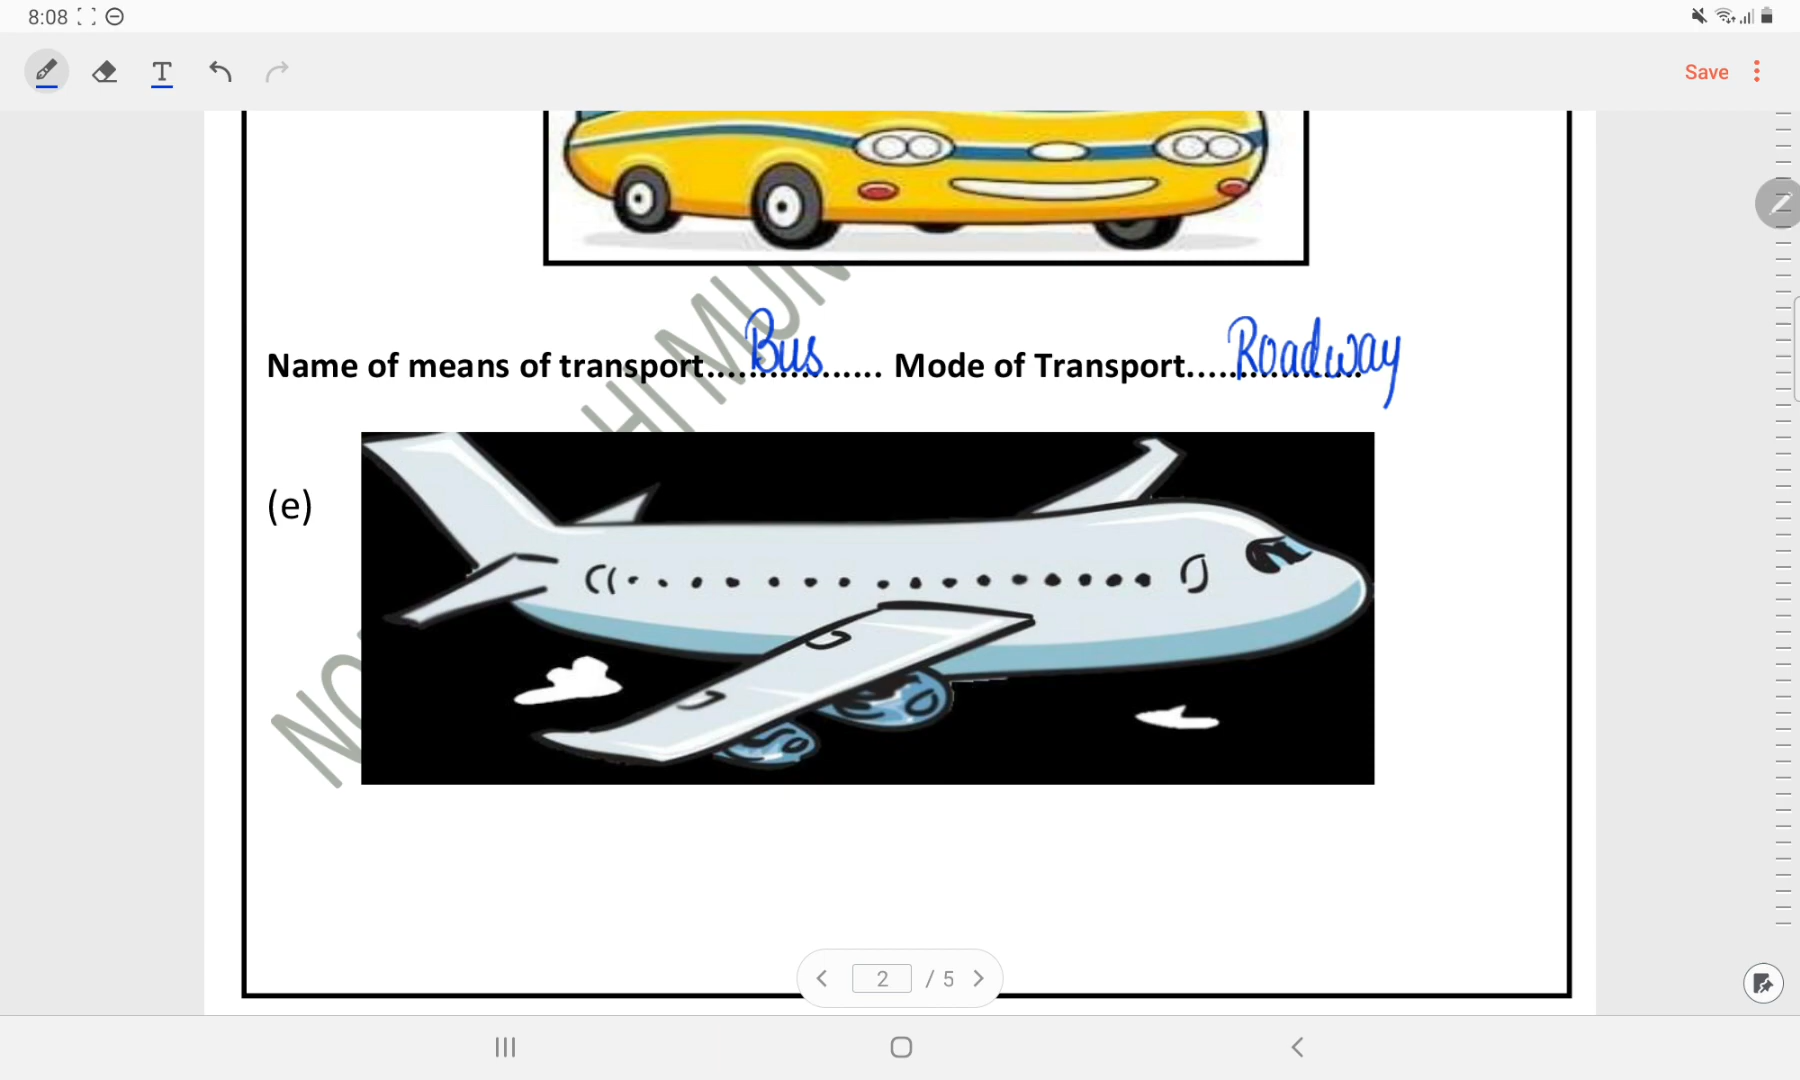 8:08
T
Save
Name of means of transport....Bus............. Mode of Transport.....Roadway............
(e)
2 / 5